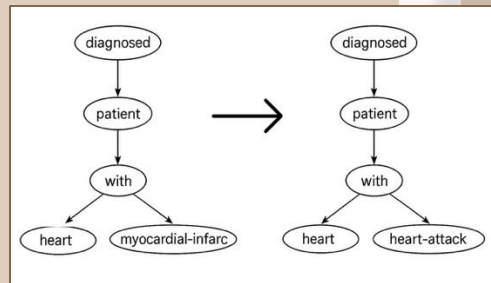 diagnosed
patient
with
heart
myocardial-infarc
diagnosed
patient
with
heart
heart-attack